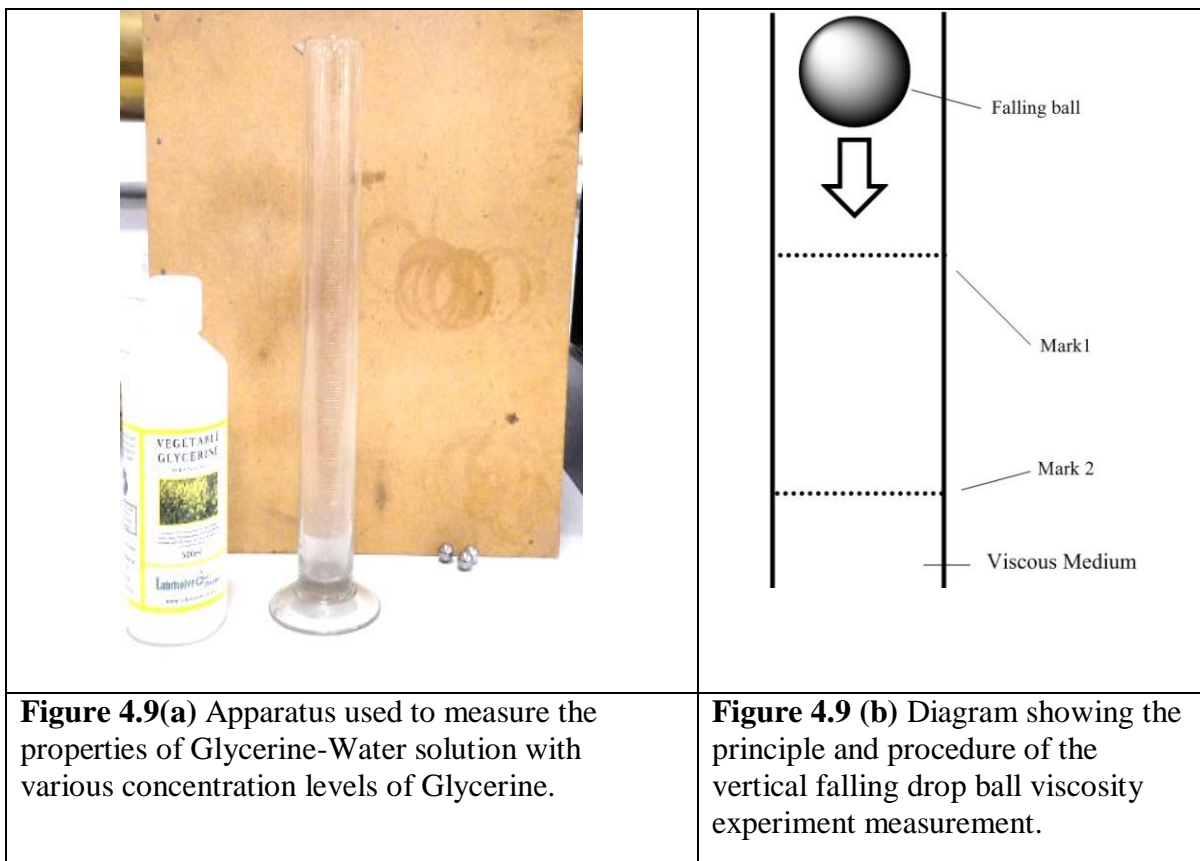 VEGETABLE
GLYCERINE
500ml
Falling ball
Mark1
Mark 2
Viscous Medium
Figure 4.9(a) Apparatus used to measure the
properties of Glycerine-Water solution with
various concentration levels of Glycerine.
Figure 4.9 (b) Diagram showing the
principle and procedure of the
vertical falling drop ball viscosity
experiment measurement.